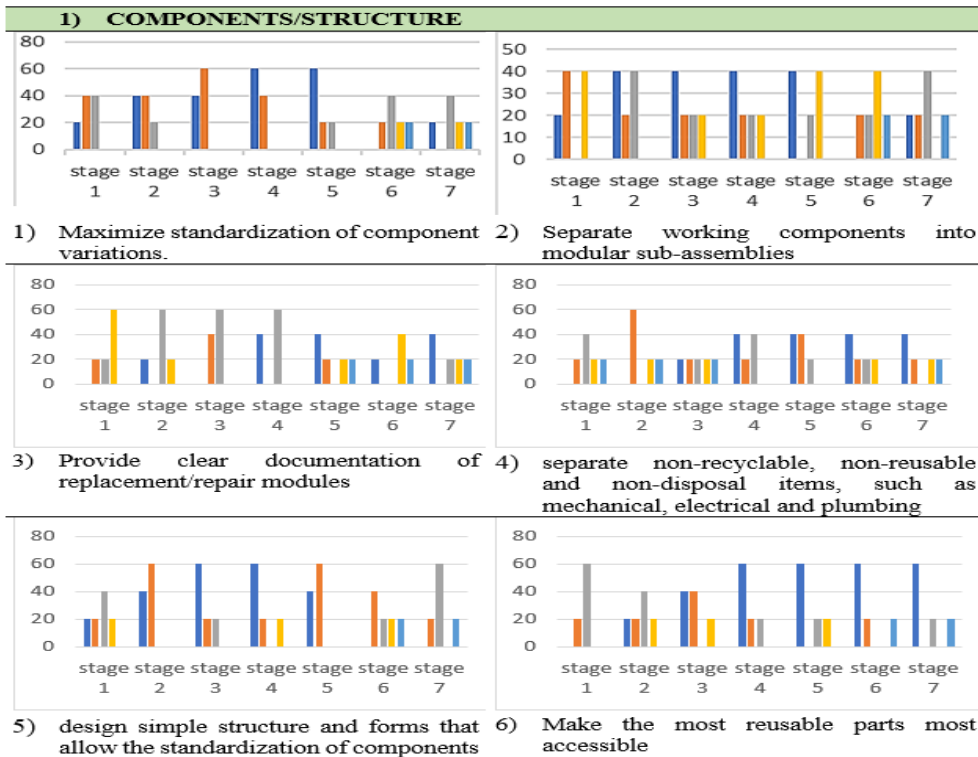 1) COMPONENTS/STRUCTURE
80
60
40
20
0
stage 1 stage 2 stage 3 stage 4 stage 5 stage 6 stage 7
1) Maximize standardization of component
variations.
50
40
30
20
10
0
stage 1 stage 2 stage 3 stage 4 stage 5 stage 6 stage 7
2) Separate working components into
modular sub-assemblies
80
60
40
20
0
stage 1 stage 2 stage 3 stage 4 stage 5 stage 6 stage 7
3) Provide clear documentation of
replacement/repair modules
80
60
40
20
0
stage 1 stage 2 stage 3 stage 4 stage 5 stage 6 stage 7
4) separate non-recyclable, non-reusable
and non-disposal items, such as
mechanical, electrical and plumbing
80
60
40
20
0
stage 1 stage 2 stage 3 stage 4 stage 5 stage 6 stage 7
5) design simple structure and forms that
allow the standardization of components
80
60
40
20
0
stage 1 stage 2 stage 3 stage 4 stage 5 stage 6 stage 7
6) Make the most reusable parts most
accessible